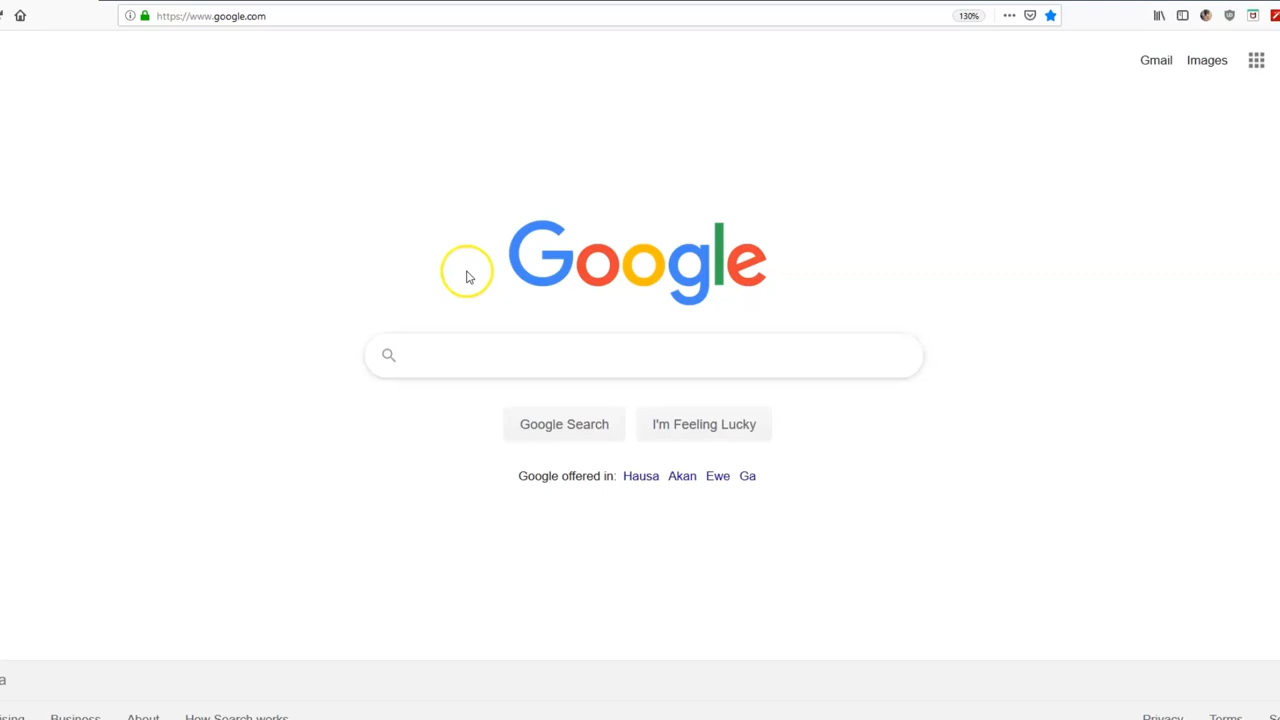 https://www.google.com
130%
Gmail Images
Google
Google Search
I'm Feeling Lucky
Google offered in: Hausa Akan Ewe Ga
Business About How Search works
Privacy Terms